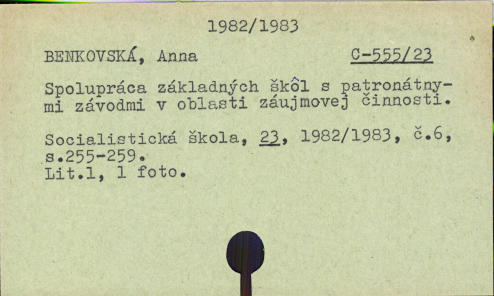 1982/1983
BENKOVSKÁ, Anna C-555/23
Spolupráca základných škôl s patronátny-
mi závodmi v oblasti záujmovej činnosti.
Socialistická škola, 23, 1982/1983, č.6,
s.255-259.
Lit.1, 1 foto.